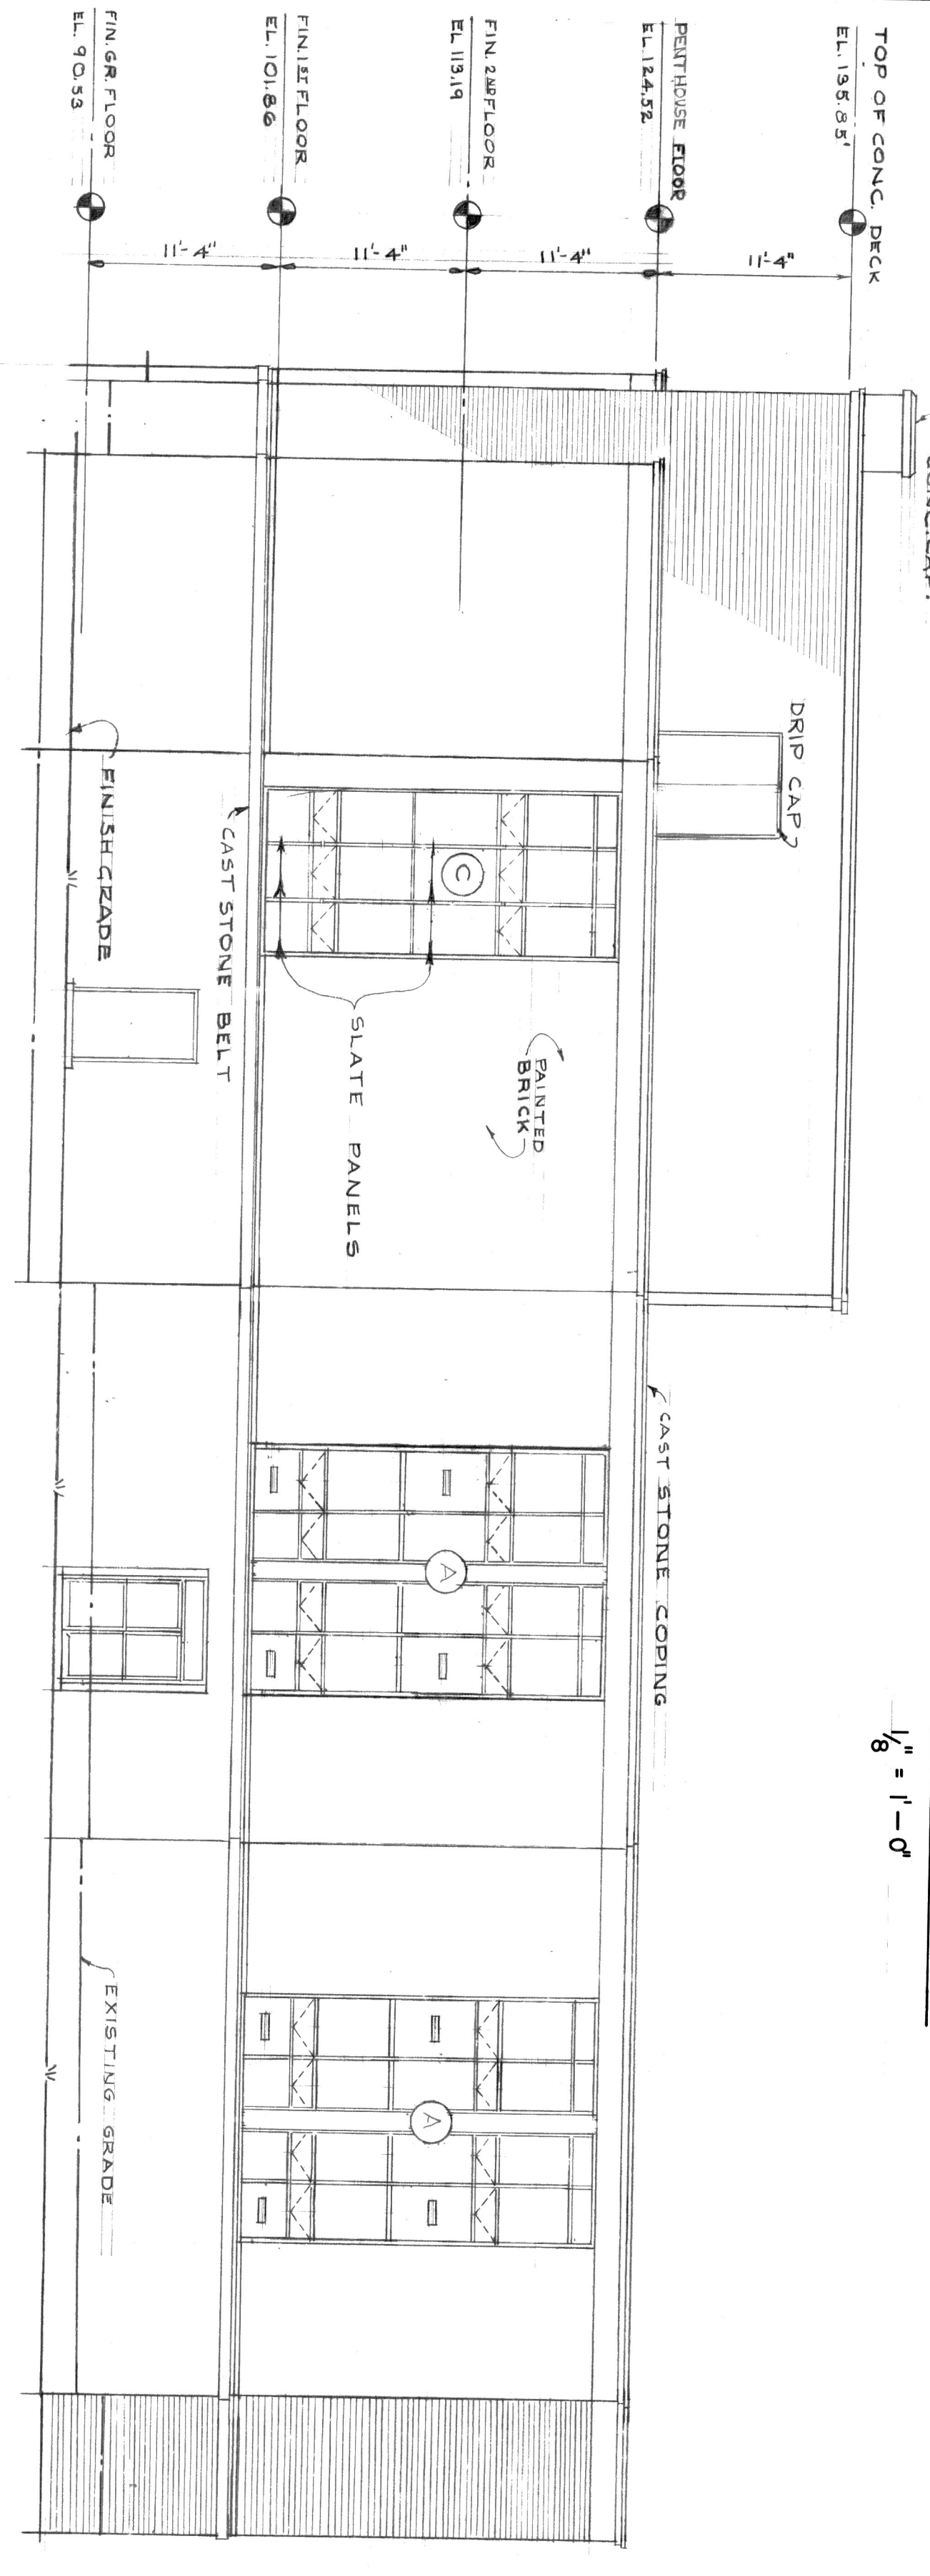 TOP OF CONC. DECK
EL. 135.85'
PENTHOUSE FLOOR
EL. 124.52
FIN. 2ND FLOOR
EL 113.19
FIN. 1ST FLOOR
EL. 101.86
FIN. GR. FLOOR
EL. 90.53
11'-4"
11'-4"
11'-4"
11'-4"
DRIP CAP
C
FINISH GRADE
CAST STONE BELT
SLATE PANELS
PAINTED
BRICK
CAST STONE COPING
A
A
EXISTING GRADE
1/8" = 1'-0"